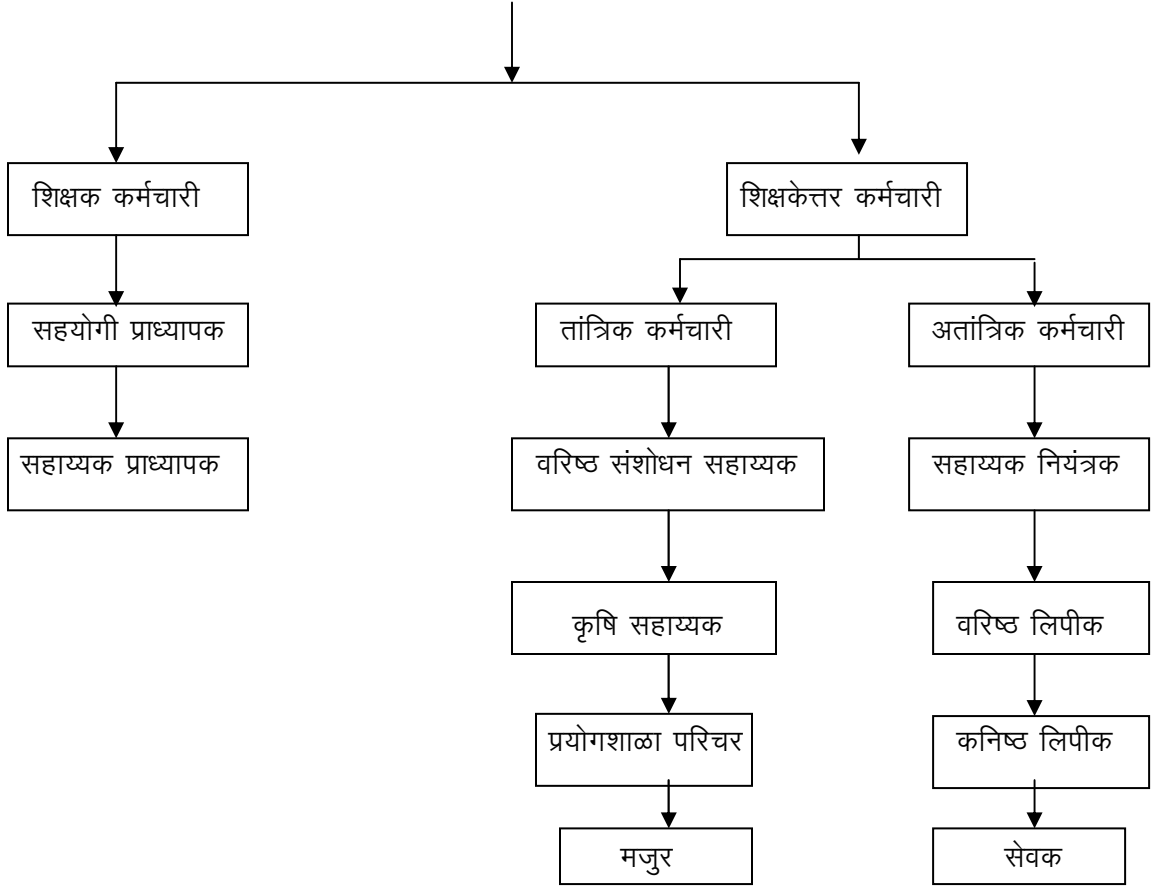 शिक्षक कर्मचारी
शिक्षकेत्तर कर्मचारी
सहयोगी प्राध्यापक
तांत्रिक कर्मचारी
अतांत्रिक कर्मचारी
सहाय्यक प्राध्यापक
वरिष्ठ संशोधन सहाय्यक
सहाय्यक नियंत्रक
कृषि सहाय्यक
वरिष्ठ लिपीक
प्रयोगशाळा परिचर
कनिष्ठ लिपीक
मजुर
सेवक